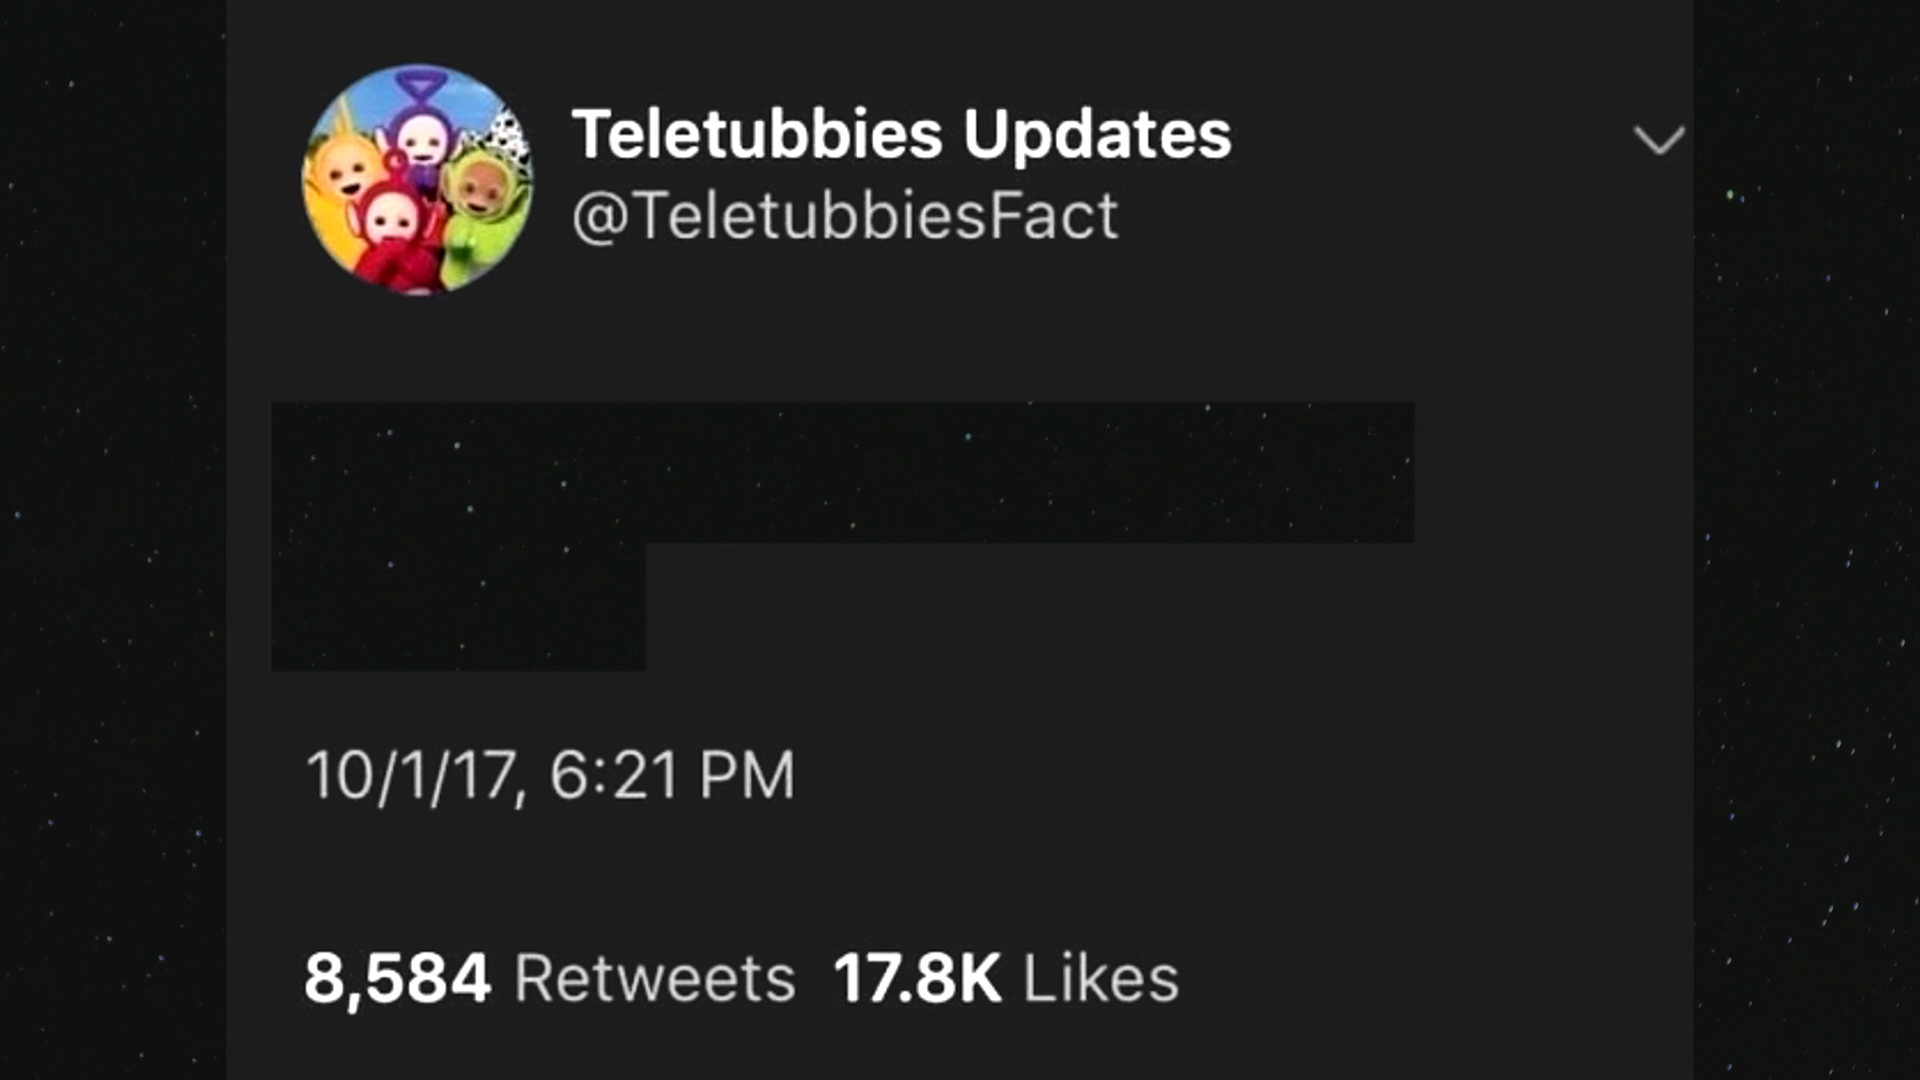 Teletubbies Updates
@TeletubbiesFact
10/1/17, 6:21 PM
8,584 Retweets 17.8K Likes